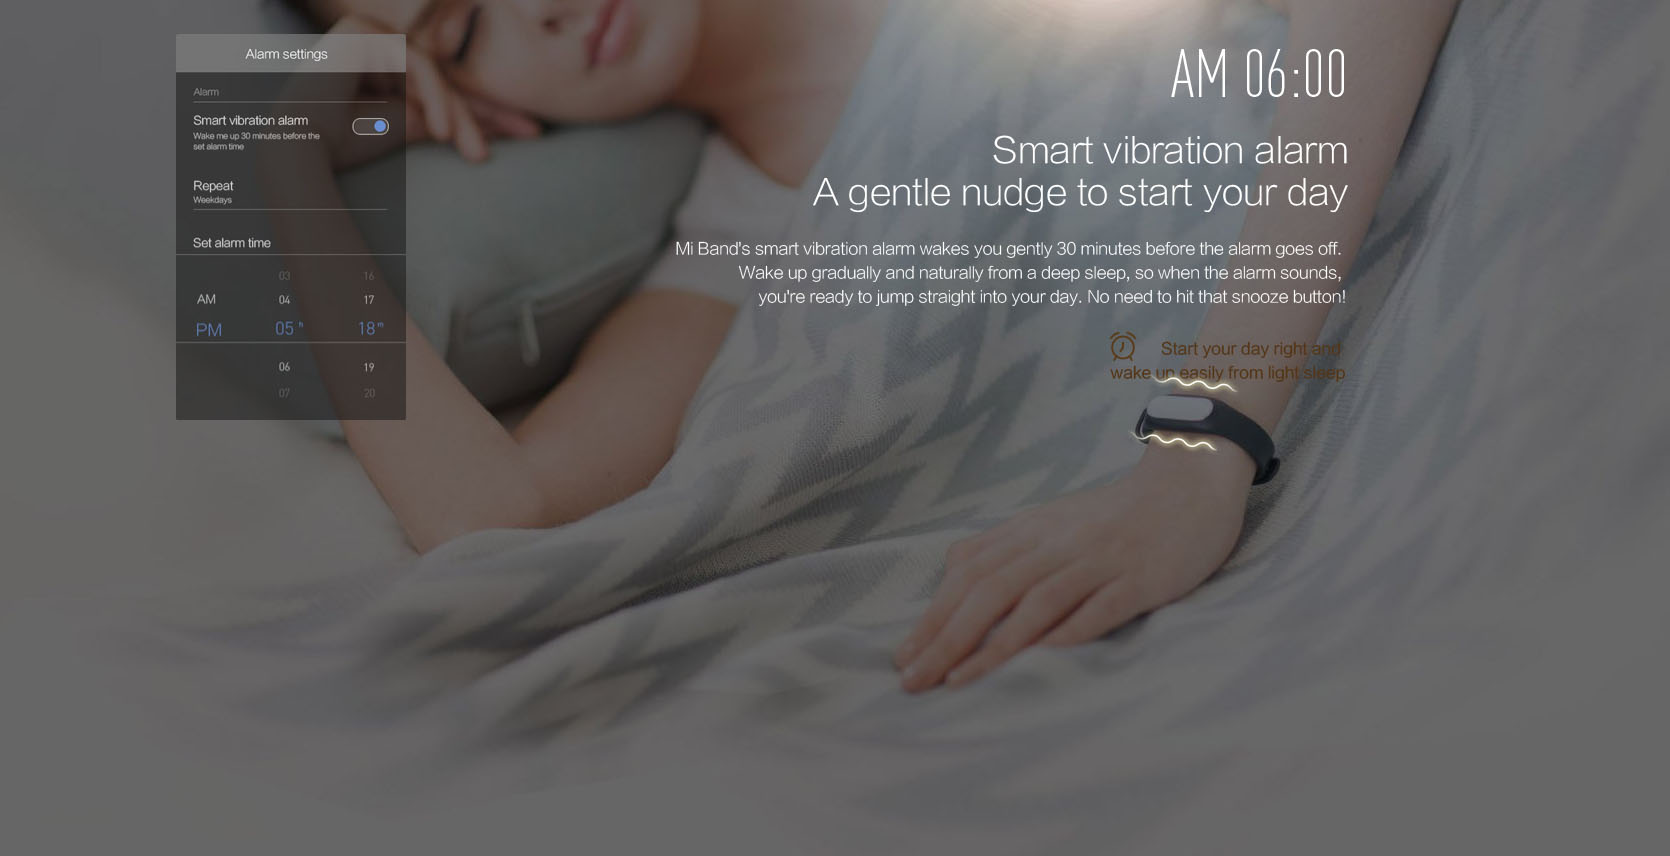 Alarm settings
Alarm
Smart vibration alarm
Wake me up 30 minutes before the
set alarm time
Repeat
Weekdays
Set alarm time
03 16
AM 04 17
PM 05 h 18 m
06 19
07 20
AM 06:00
Smart vibration alarm
A gentle nudge to start your day
Mi Band's smart vibration alarm wakes you gently 30 minutes before the alarm goes off.
Wake up gradually and naturally from a deep sleep, so when the alarm sounds,
you're ready to jump straight into your day. No need to hit that snooze button!
Start your day right and
wake up easily from light sleep